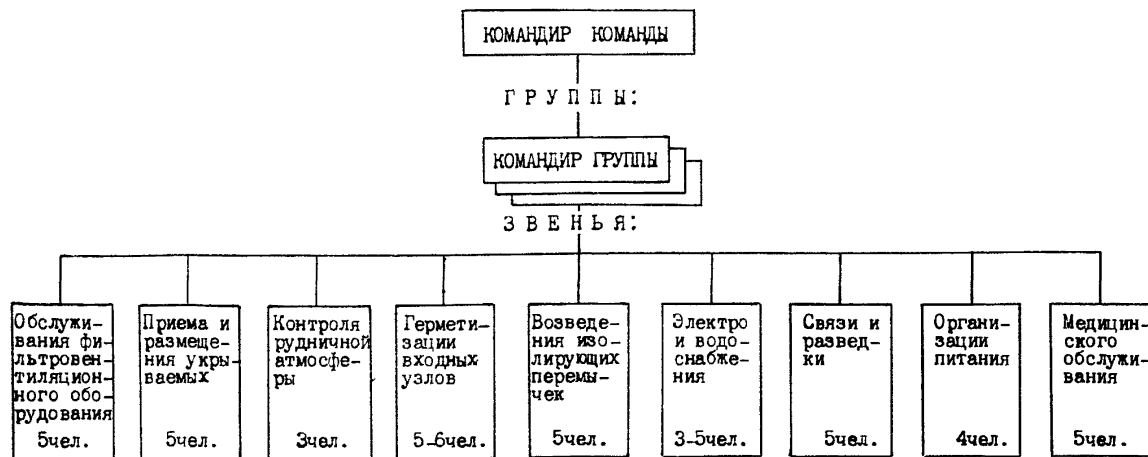 КОМАНДИР КОМАНДЫ
ГРУППЫ:
КОМАНДИР ГРУППЫ
ЗВЕНЬЯ:
Обслужи-
вания фи-
льтровен-
тиляцион-
ного обо-
рудования
5чел.
Приема и
размеще-
ния укры-
ваемых
5чел.
Контроля
рудничной
атмосфе-
ры
3чел.
Гермети-
зации
входных
узлов
5-6чел.
Возведе-
ния изо-
лирующих
перемы-
чек
5чел.
Электро
и водо-
снабже-
ния
3-5чел.
Связи и
развед-
ки
5чел.
Органи-
зации
питания
4чел.
Медицин-
ского
обслужи-
вания
5чел.